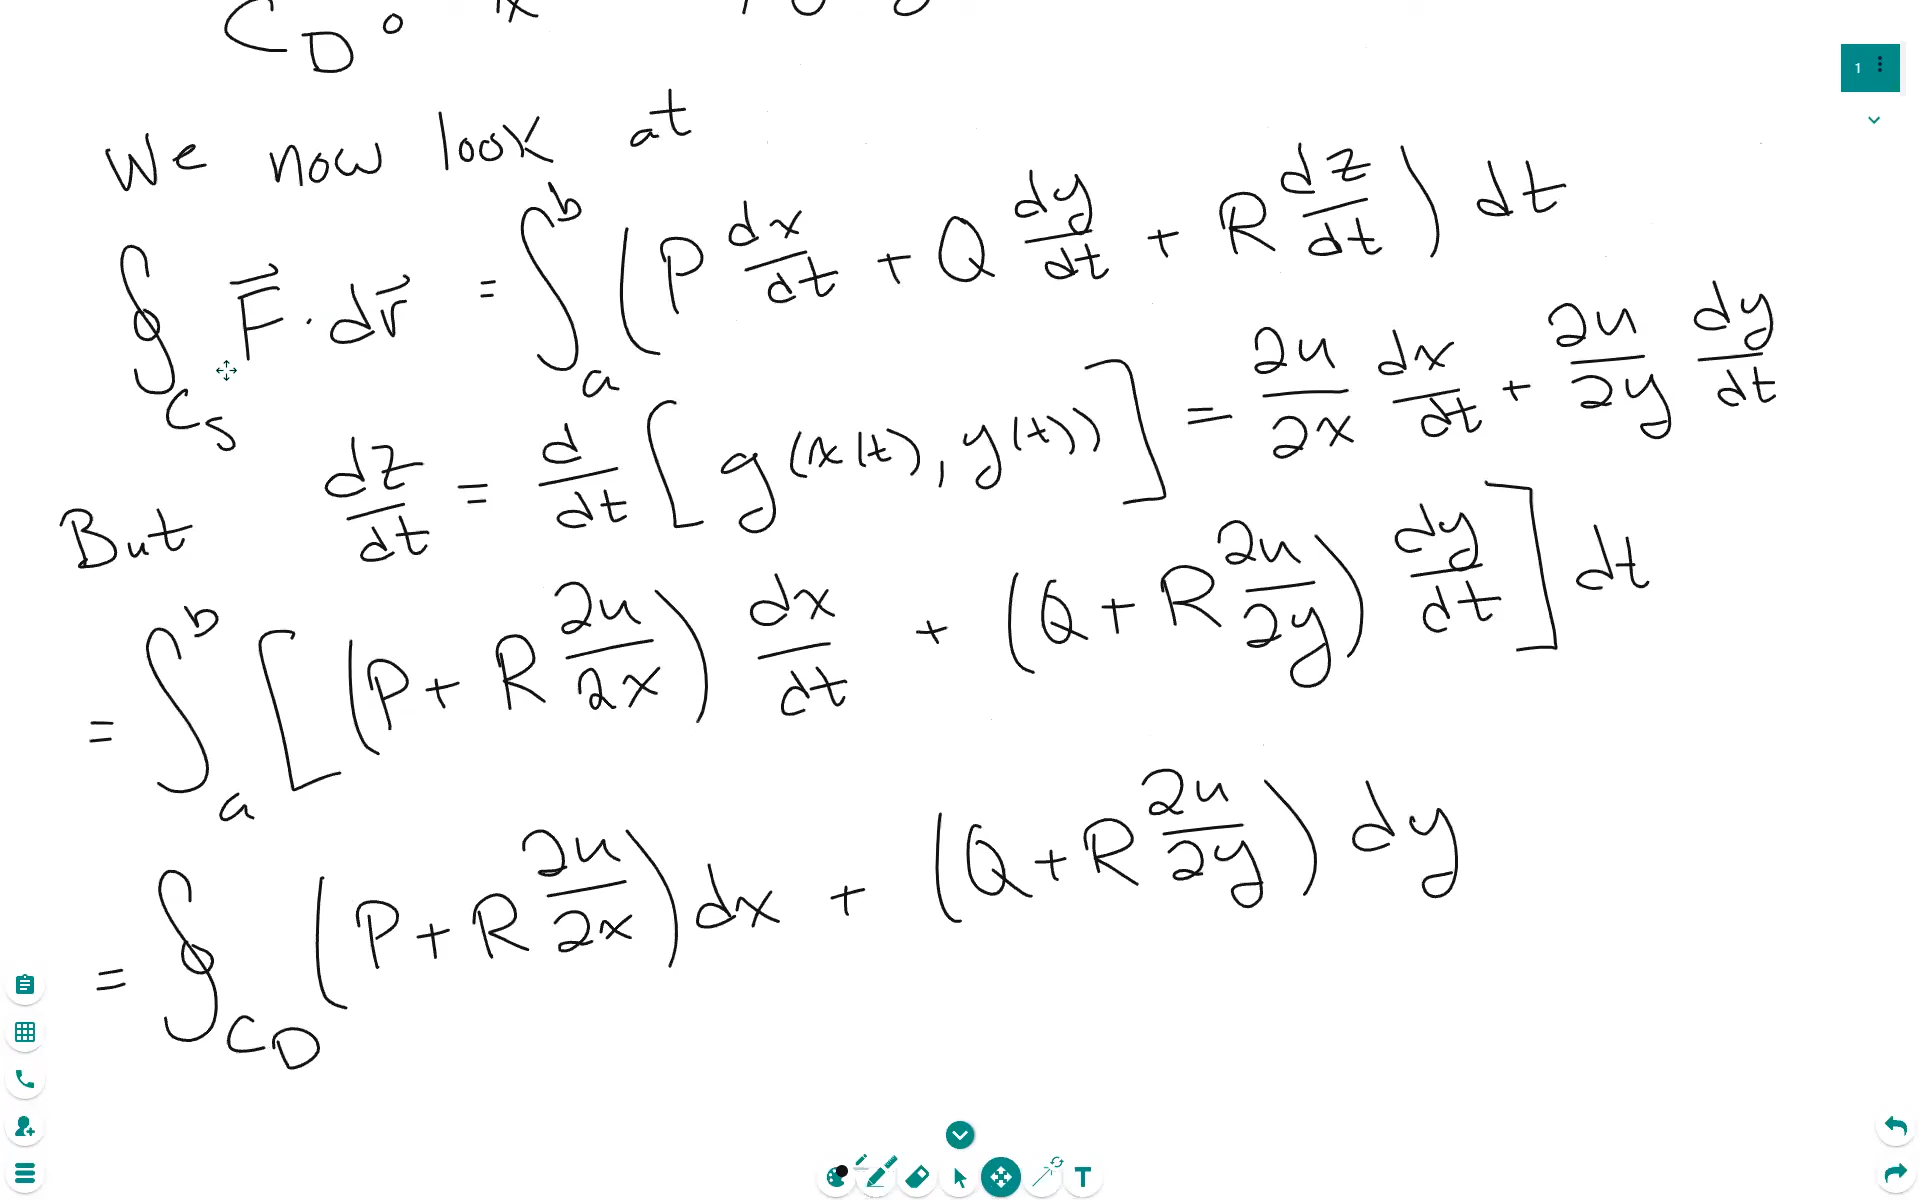 C_D:
We now look at
∮_{C_S} F⃗ · dr⃗ = ∫_a^b (P dx/dt + Q dy/dt + R dz/dt) dt
But dz/dt = d/dt [g(x(t), y(t))] = ∂u/∂x dx/dt + ∂u/∂y dy/dt
= ∫_a^b [(P + R ∂u/∂x) dx/dt + (Q + R ∂u/∂y) dy/dt] dt
= ∮_{C_D} (P + R ∂u/∂x) dx + (Q + R ∂u/∂y) dy
1
T